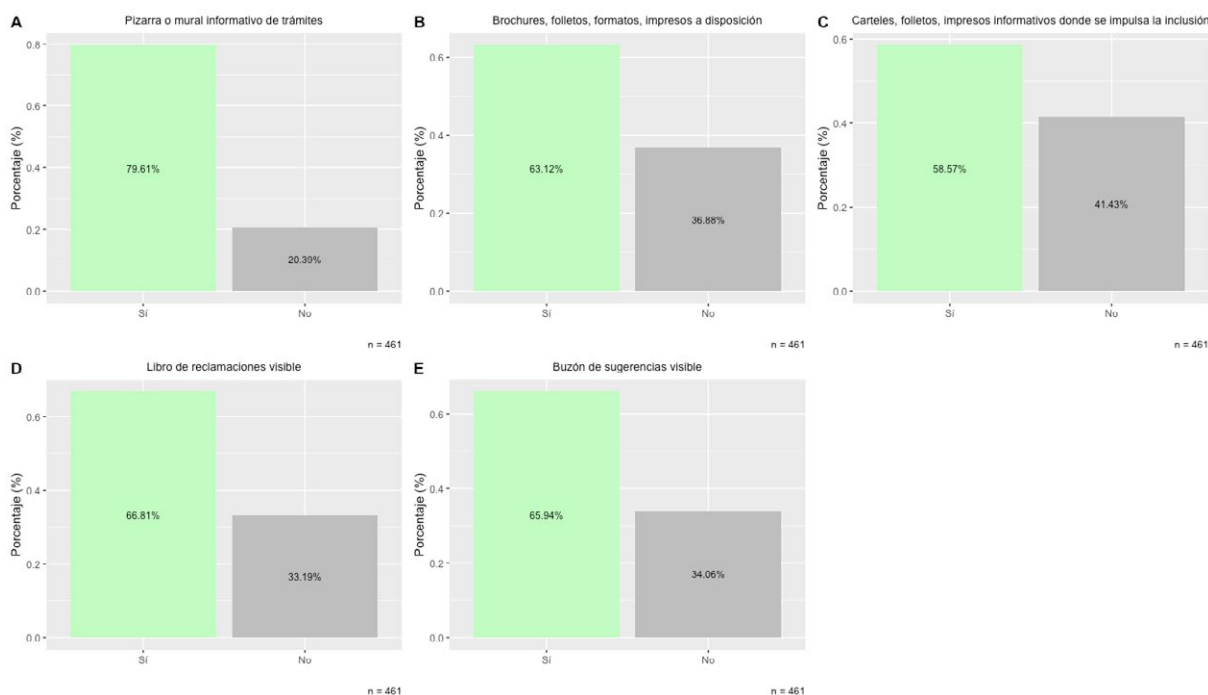 A
Pizarra o mural informativo de trámites
Porcentaje (%)
0.8
0.6
0.4
0.2
0.0
79.61%
20.39%
Sí
No
n = 461
B
Brochures, folletos, formatos, impresos a disposición
Porcentaje (%)
0.6
0.4
0.2
0.0
63.12%
36.88%
Sí
No
n = 461
C
Carteles, folletos, impresos informativos donde se impulsa la inclusión
Porcentaje (%)
0.6
0.4
0.2
0.0
58.57%
41.43%
Sí
No
n = 461
D
Libro de reclamaciones visible
Porcentaje (%)
0.6
0.4
0.2
0.0
66.81%
33.19%
Sí
No
n = 461
E
Buzón de sugerencias visible
Porcentaje (%)
0.6
0.4
0.2
0.0
65.94%
34.06%
Sí
No
n = 461